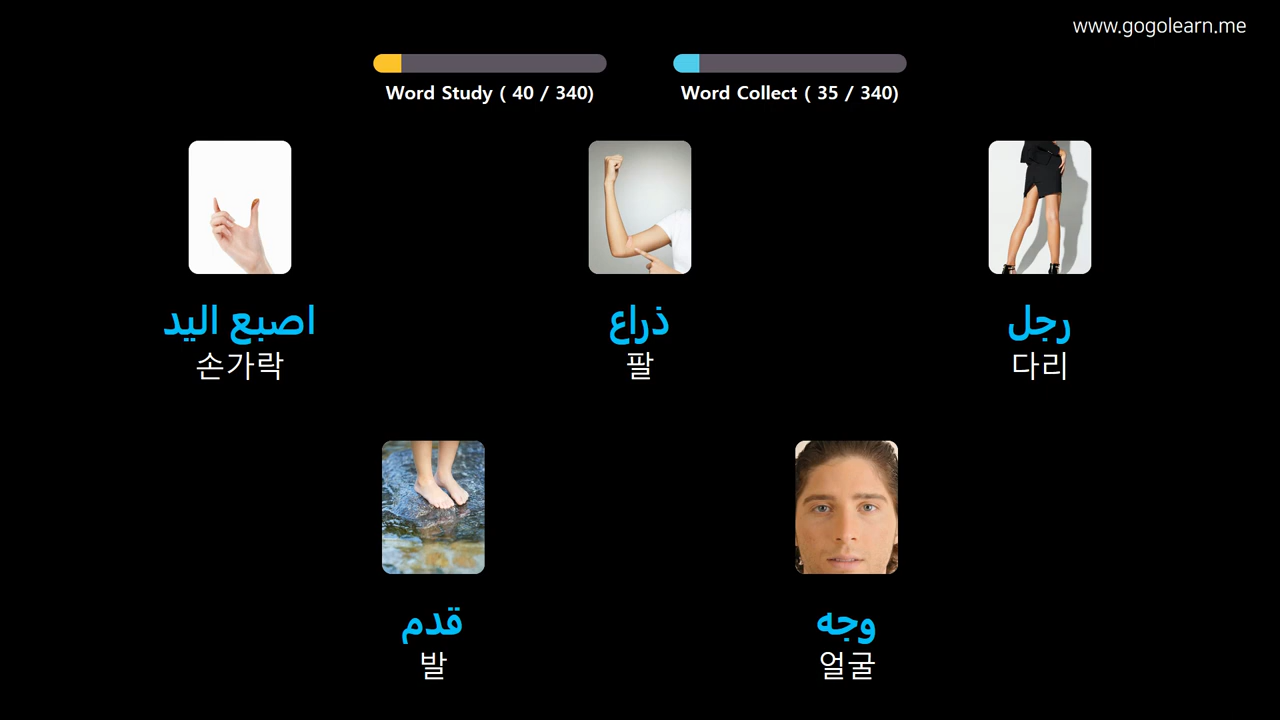 www.gogolearn.me
Word Study ( 40 / 340)
Word Collect ( 35 / 340)
اصبع اليد
손가락
ذراع
팔
رجل
다리
قدم
발
وجه
얼굴